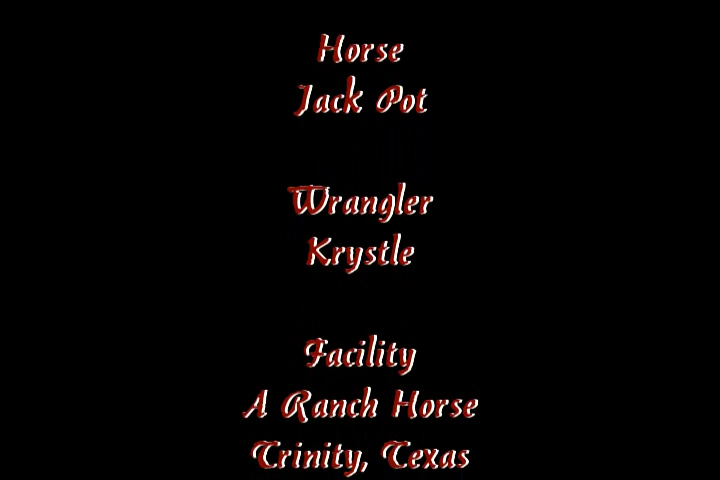 Horse
Jack Pot
Wrangler
Krystle
Facility
A Ranch Horse
Trinity, Texas